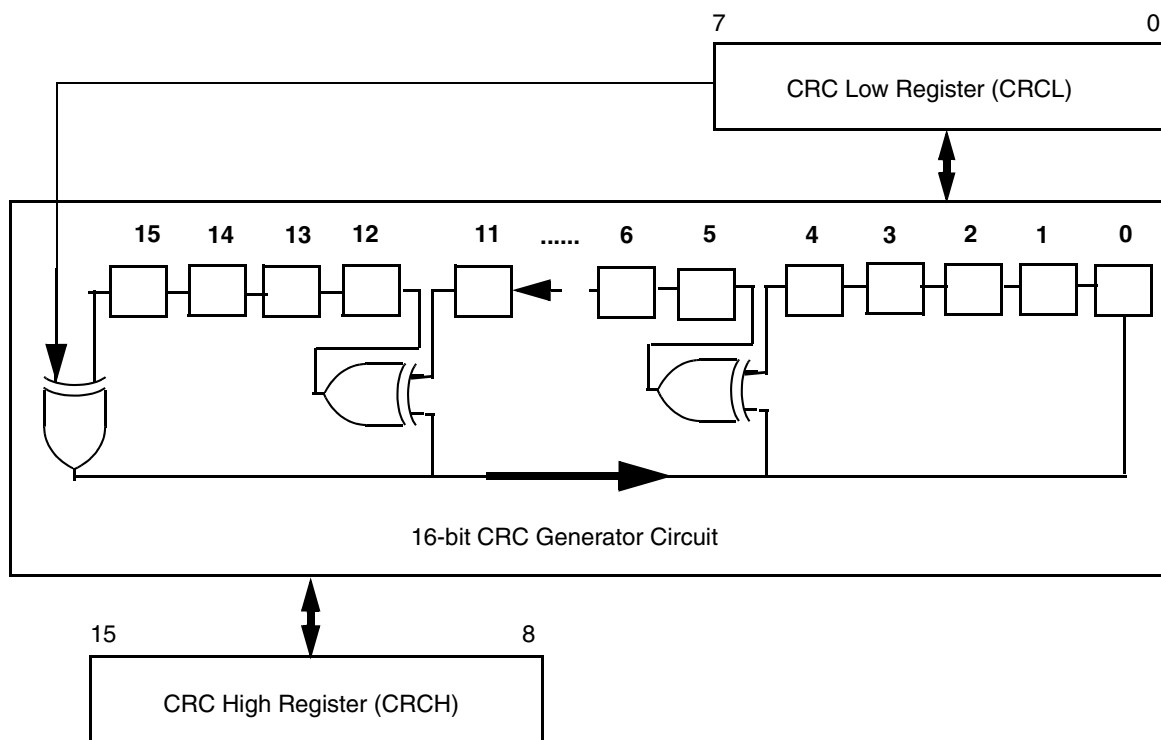 7 0
CRC Low Register (CRCL)
15 14 13 12 11 ...... 6 5 4 3 2 1 0
16-bit CRC Generator Circuit
15 8
CRC High Register (CRCH)